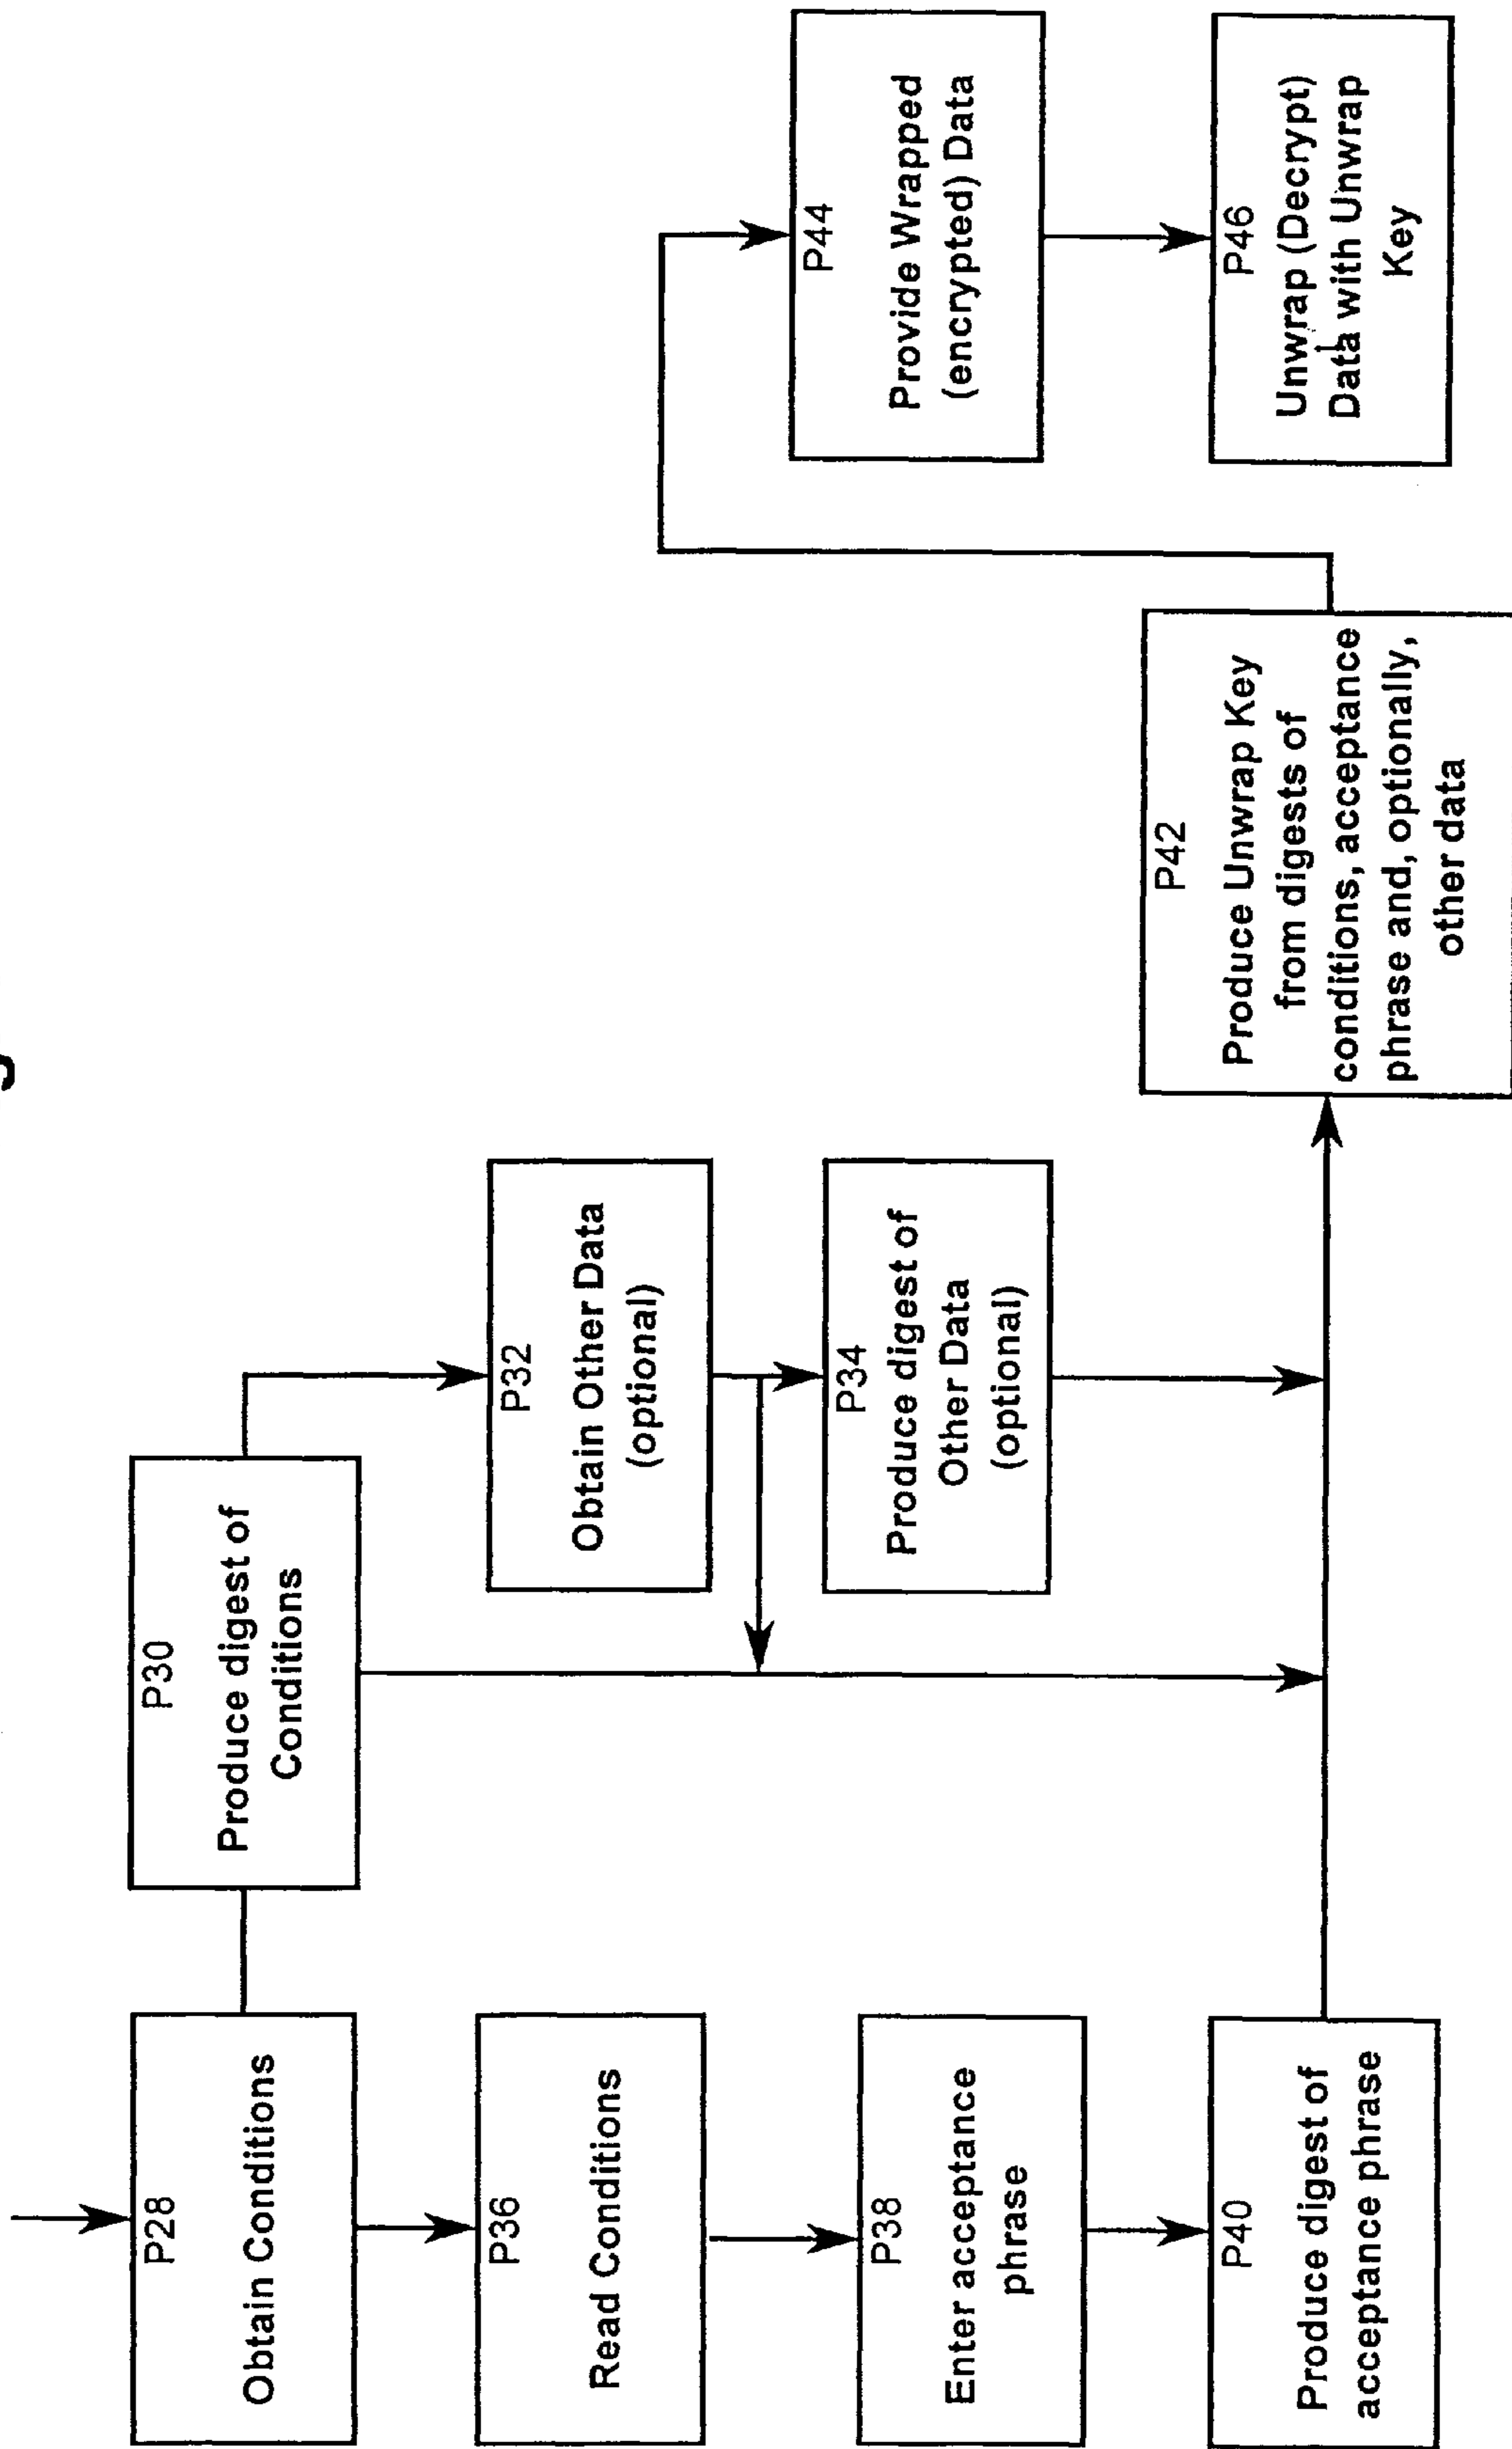 P28
Obtain Conditions
P36
Read Conditions
P38
Enter acceptance
phrase
P40
Produce digest of
acceptance phrase
P30
Produce digest of
Conditions
P32
Obtain Other Data
(optional)
P34
Produce digest of
Other Data
(optional)
P42
Produce Unwrap Key
from digests of
conditions, acceptance
phrase and, optionally,
other data
P44
Provide Wrapped
(encrypted) Data
P46
Unwrap (Decrypt)
Data with Unwrap
Key